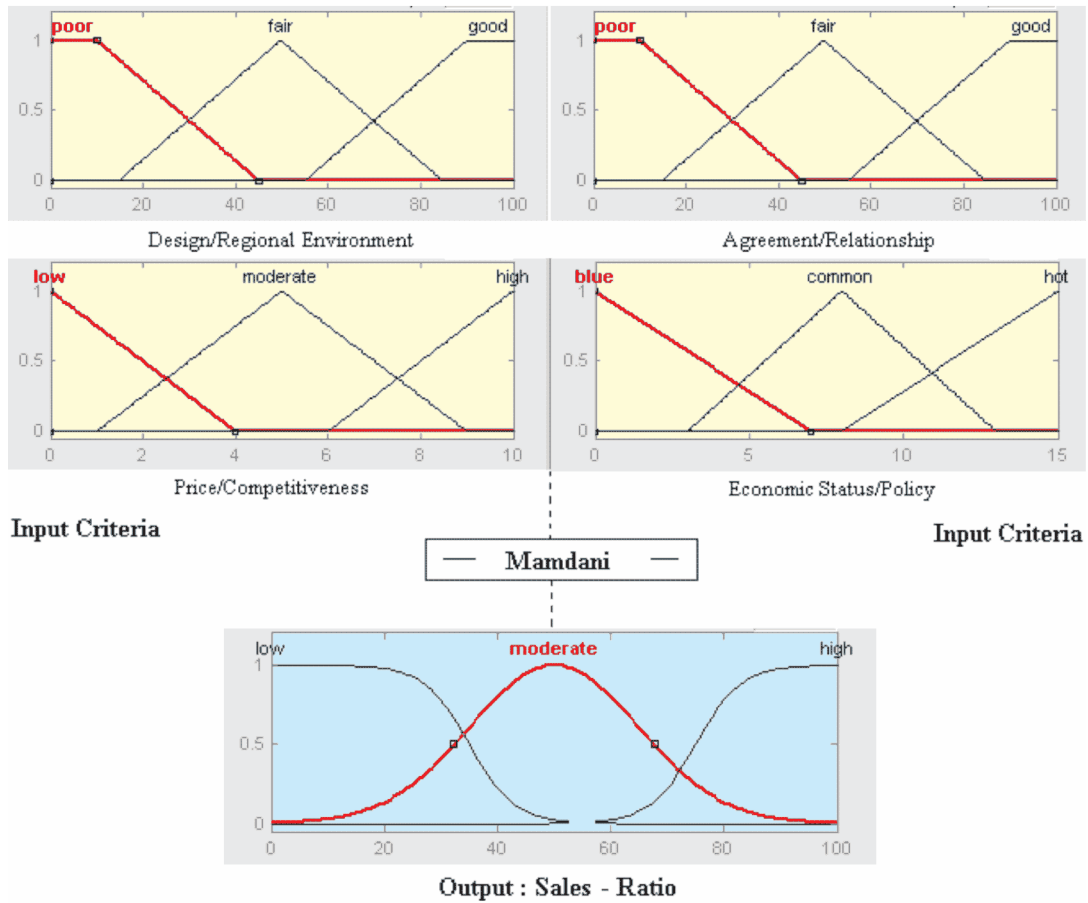 poor fair good
1
0.5
0
0 20 40 60 80 100
Design/Regional Environment
poor fair good
1
0.5
0
0 20 40 60 80 100
Agreement/Relationship
low moderate high
1
0.5
0
0 2 4 6 8 10
Price/Competitiveness
blue common hot
1
0.5
0
0 5 10 15
Economic Status/Policy
Input Criteria
Input Criteria
Mamdani
low moderate high
1
0.5
0
0 20 40 60 80 100
Output : Sales - Ratio